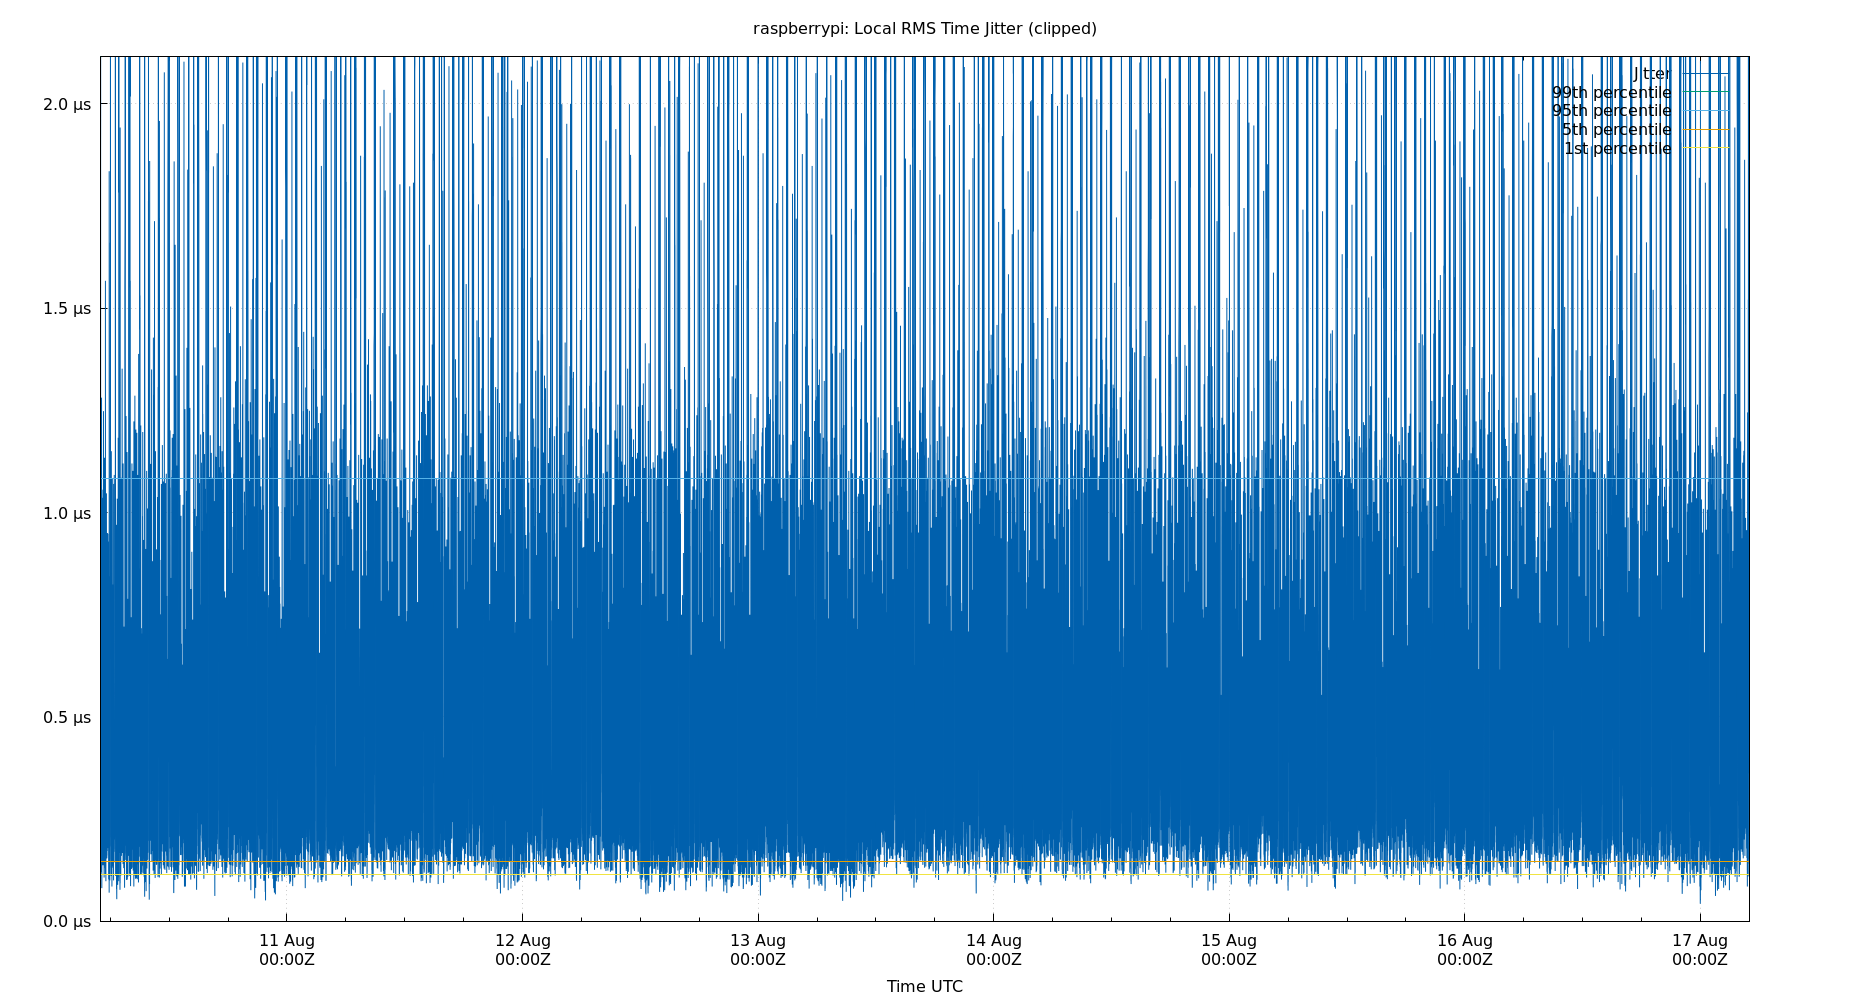 raspberrypi: Local RMS Time Jitter (clipped)
Jitter
99th percentile
95th percentile
5th percentile
1st percentile
2.0 µs
1.5 µs
1.0 µs
0.5 µs
0.0 µs
11 Aug
00:00Z
12 Aug
00:00Z
13 Aug
00:00Z
14 Aug
00:00Z
15 Aug
00:00Z
16 Aug
00:00Z
17 Aug
00:00Z
Time UTC